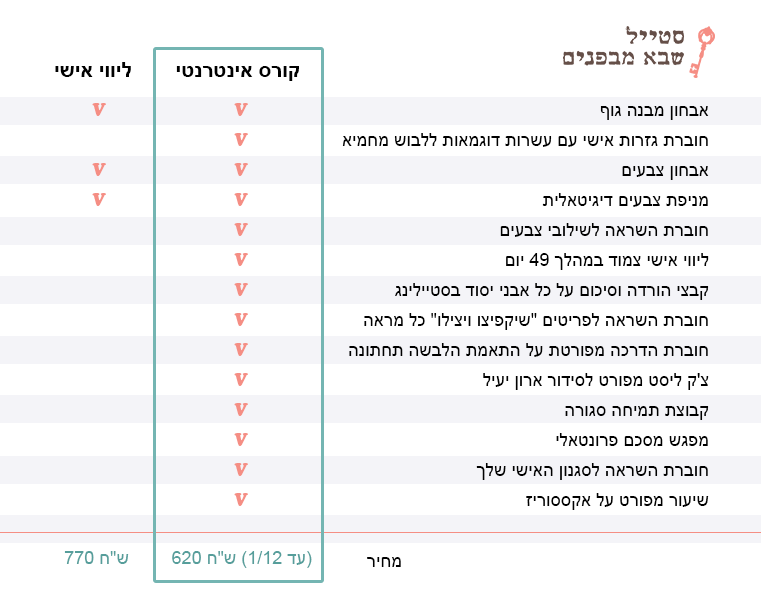 סטייל
שבא מבפנים
קורס אינטרנטי
ליווי אישי
אבחון מבנה גוף v v
חוברת גזרות אישי עם עשרות דוגמאות ללבוש מחמיא v
אבחון צבעים v v
מניפת צבעים דיגיטאלית v v
חוברת השראה לשילובי צבעים v
ליווי אישי צמוד במהלך 49 יום v
קבצי הורדה וסיכום על כל אבני יסוד בסטיילינג v
חוברת השראה לפריטים "שיקפיצו ויצילו" כל מראה v
חוברת הדרכה מפורטת על התאמת הלבשה תחתונה v
צ'ק ליסט מפורט לסידור ארון יעיל v
קבוצת תמיחה סגורה v
מפגש מסכם פרונטאלי v
חוברת השראה לסגנון האישי שלך v
שיעור מפורט על אקססוריז v
מחיר
(עד 1/12) ש"ח 620
ש"ח 770